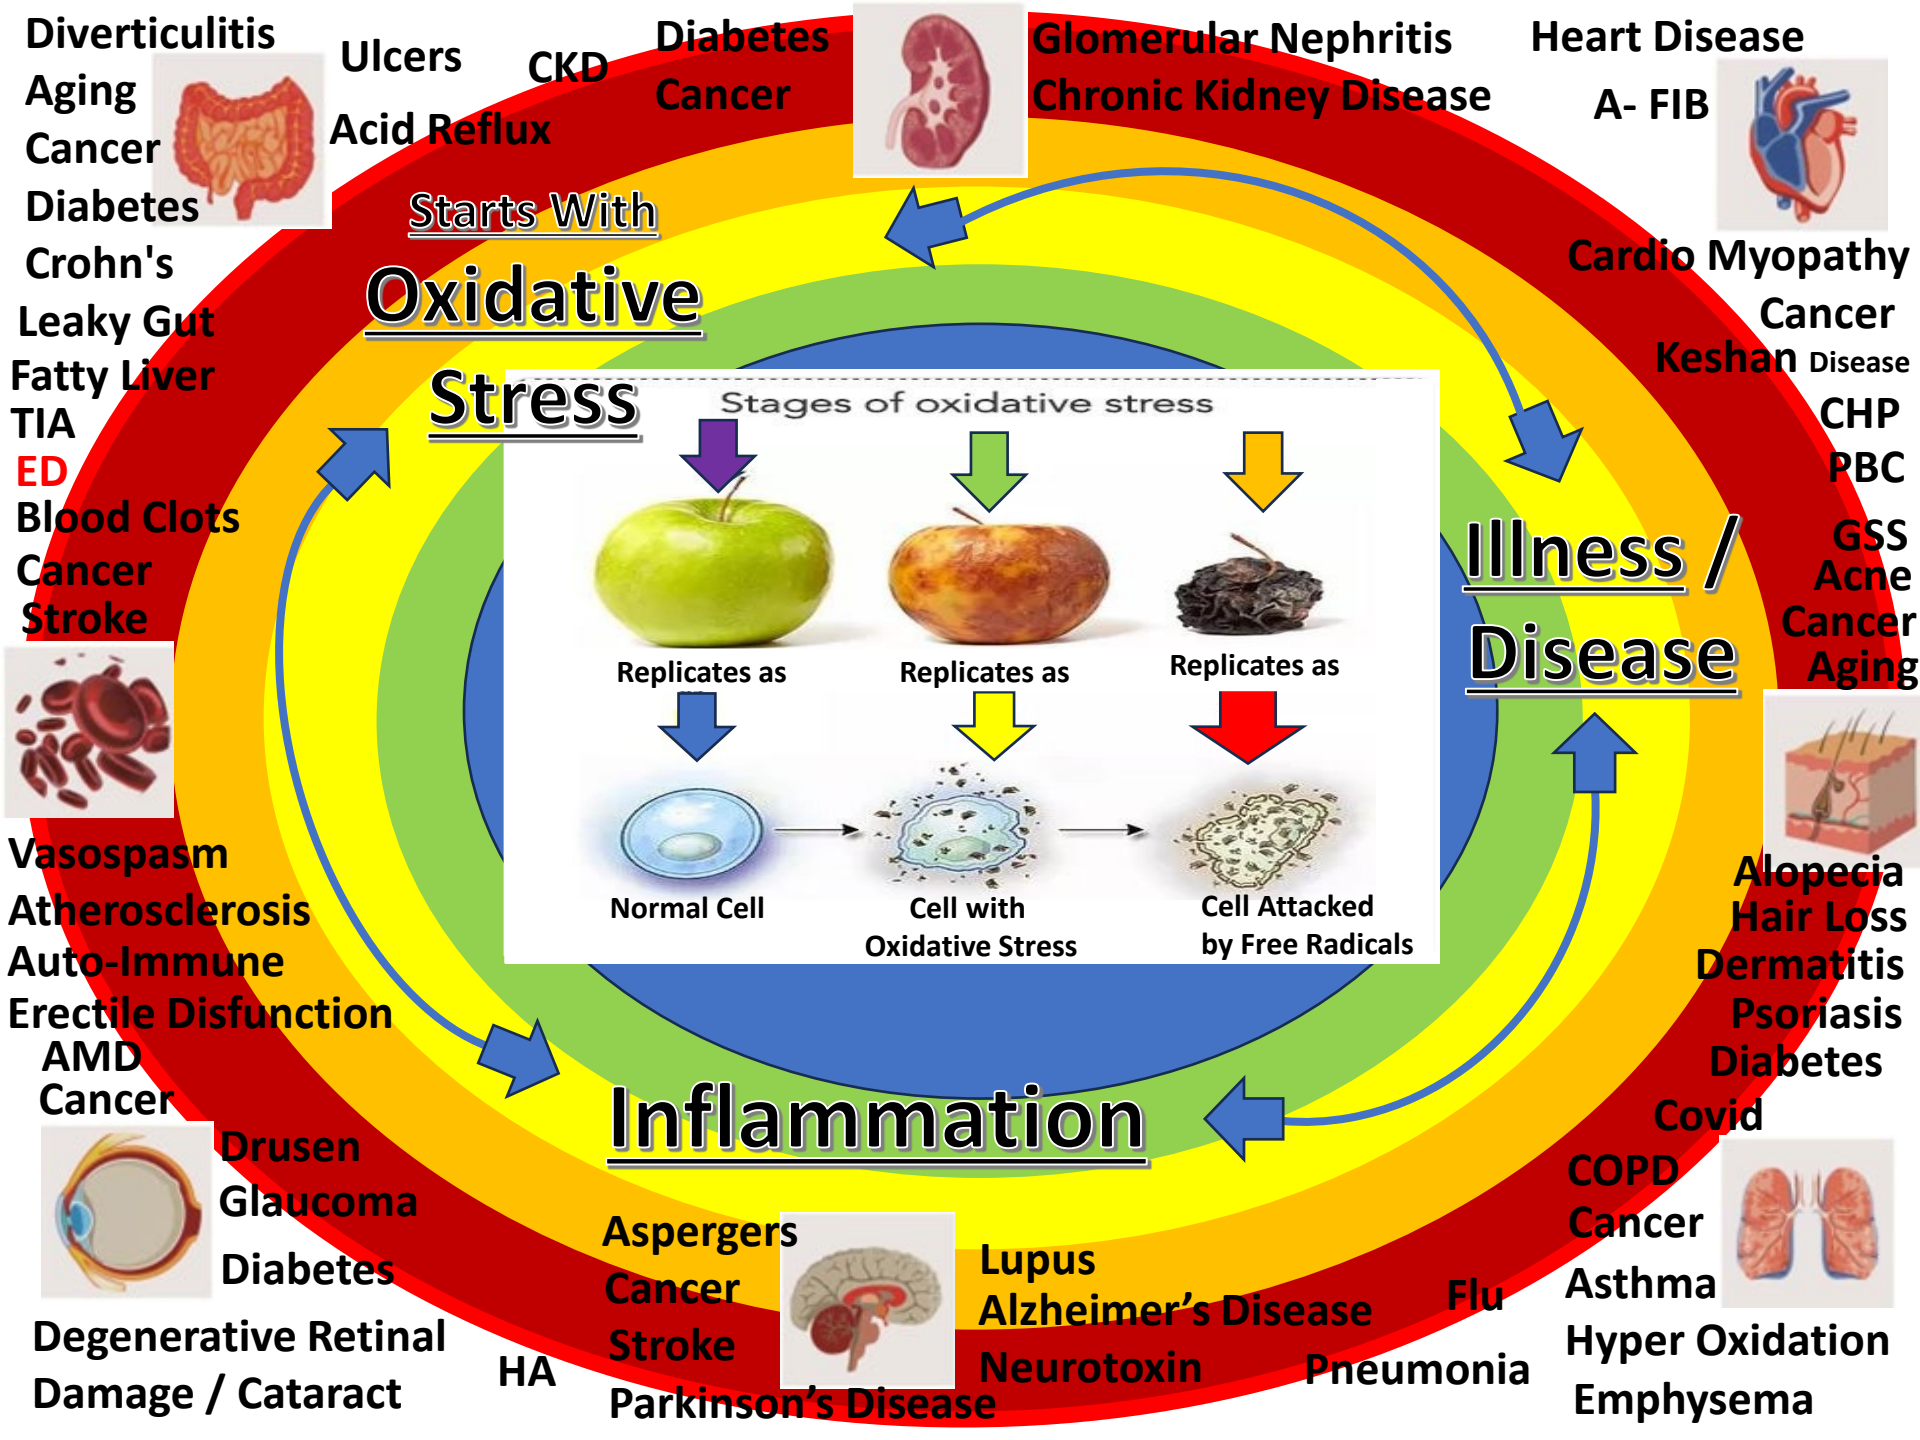 Diverticulitis
Aging
Cancer
Diabetes
Crohn's
Leaky Gut
Fatty Liver
TIA
ED
Blood Clots
Cancer
Stroke
Ulcers
CKD
Acid Reflux
Diabetes
Cancer
Glomerular Nephritis
Chronic Kidney Disease
Heart Disease
A- FIB
Cardio Myopathy
Cancer
Keshan Disease
CHP
PBC
GSS
Acne
Cancer
Aging
Starts With
Oxidative
Stress
Stages of oxidative stress
Replicates as
Replicates as
Replicates as
Normal Cell
Cell with
Oxidative Stress
Cell Attacked
by Free Radicals
Illness /
Disease
Inflammation
Vasospasm
Atherosclerosis
Auto-Immune
Erectile Disfunction
AMD
Cancer
Drusen
Glaucoma
Diabetes
Degenerative Retinal
Damage / Cataract
HA
Aspergers
Cancer
Stroke
Parkinson's Disease
Lupus
Alzheimer's Disease
Neurotoxin
Flu
Pneumonia
Alopecia
Hair Loss
Dermatitis
Psoriasis
Diabetes
Covid
COPD
Cancer
Asthma
Hyper Oxidation
Emphysema